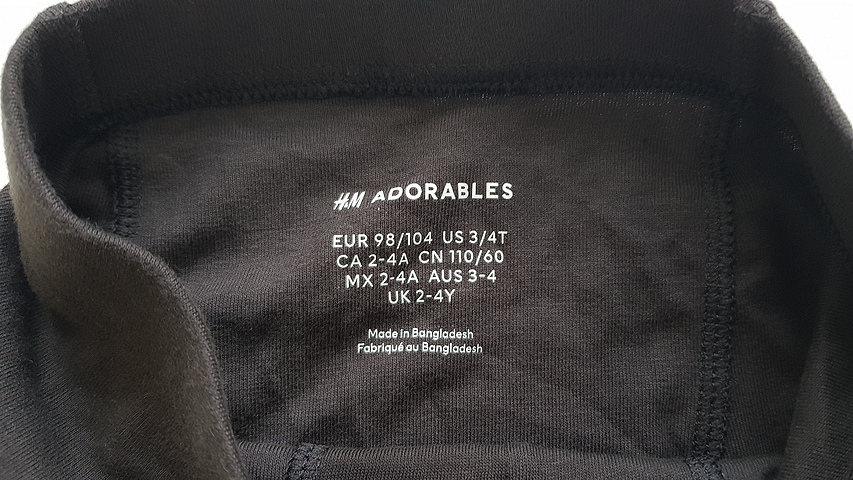 H&M ADORABLES
EUR 98/104 US 3/4T
CA 2-4A CN 110/60
MX 2-4A AUS 3-4
UK 2-4Y
Made in Bangladesh
Fabriqué au Bangladesh